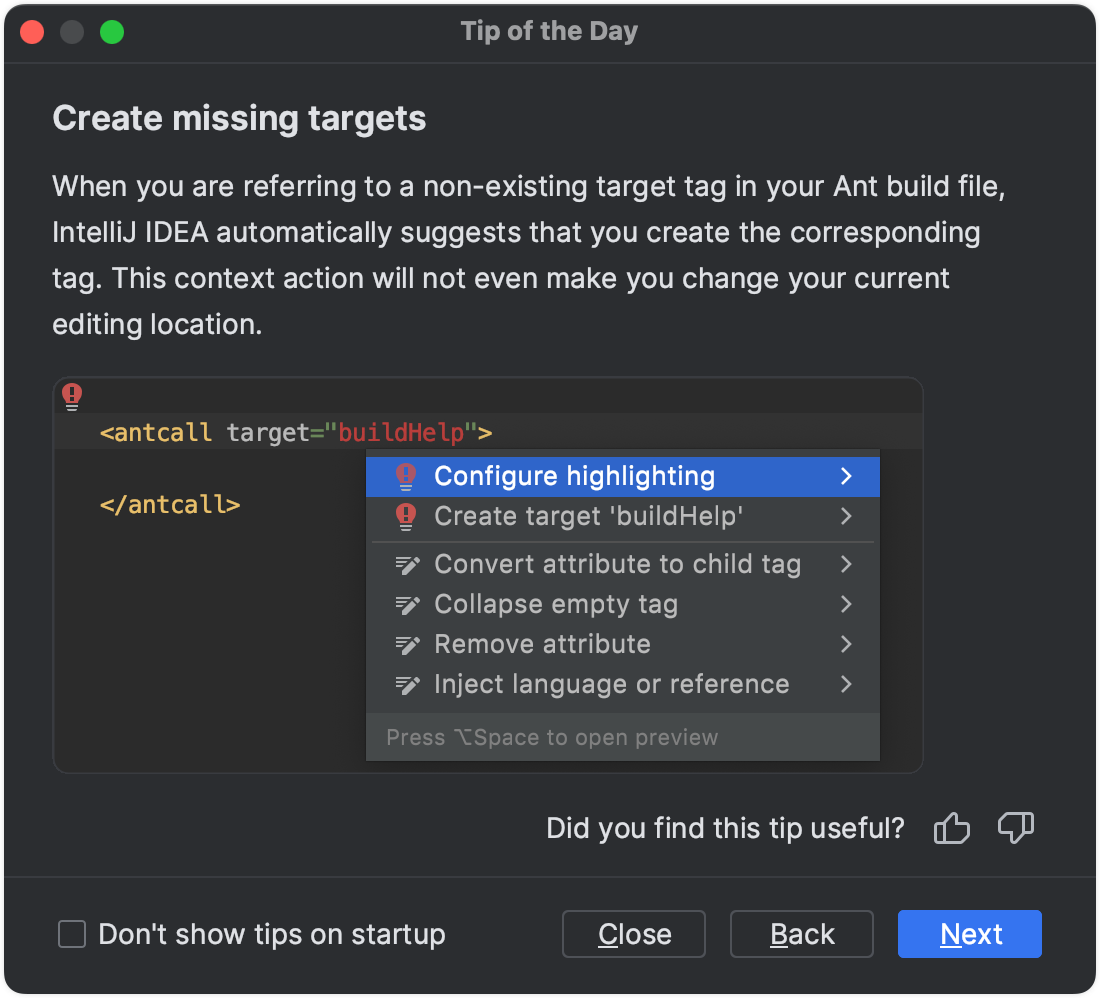 Tip of the Day
Create missing targets
When you are referring to a non-existing target tag in your Ant build file,
IntelliJ IDEA automatically suggests that you create the corresponding
tag. This context action will not even make you change your current
editing location.
<antcall target="buildHelp">
Configure highlighting
Create target 'buildHelp'
</antcall>
Convert attribute to child tag
Collapse empty tag
Remove attribute
Inject language or reference
Press ⌥Space to open preview
Did you find this tip useful?
Don't show tips on startup
Close
Back
Next